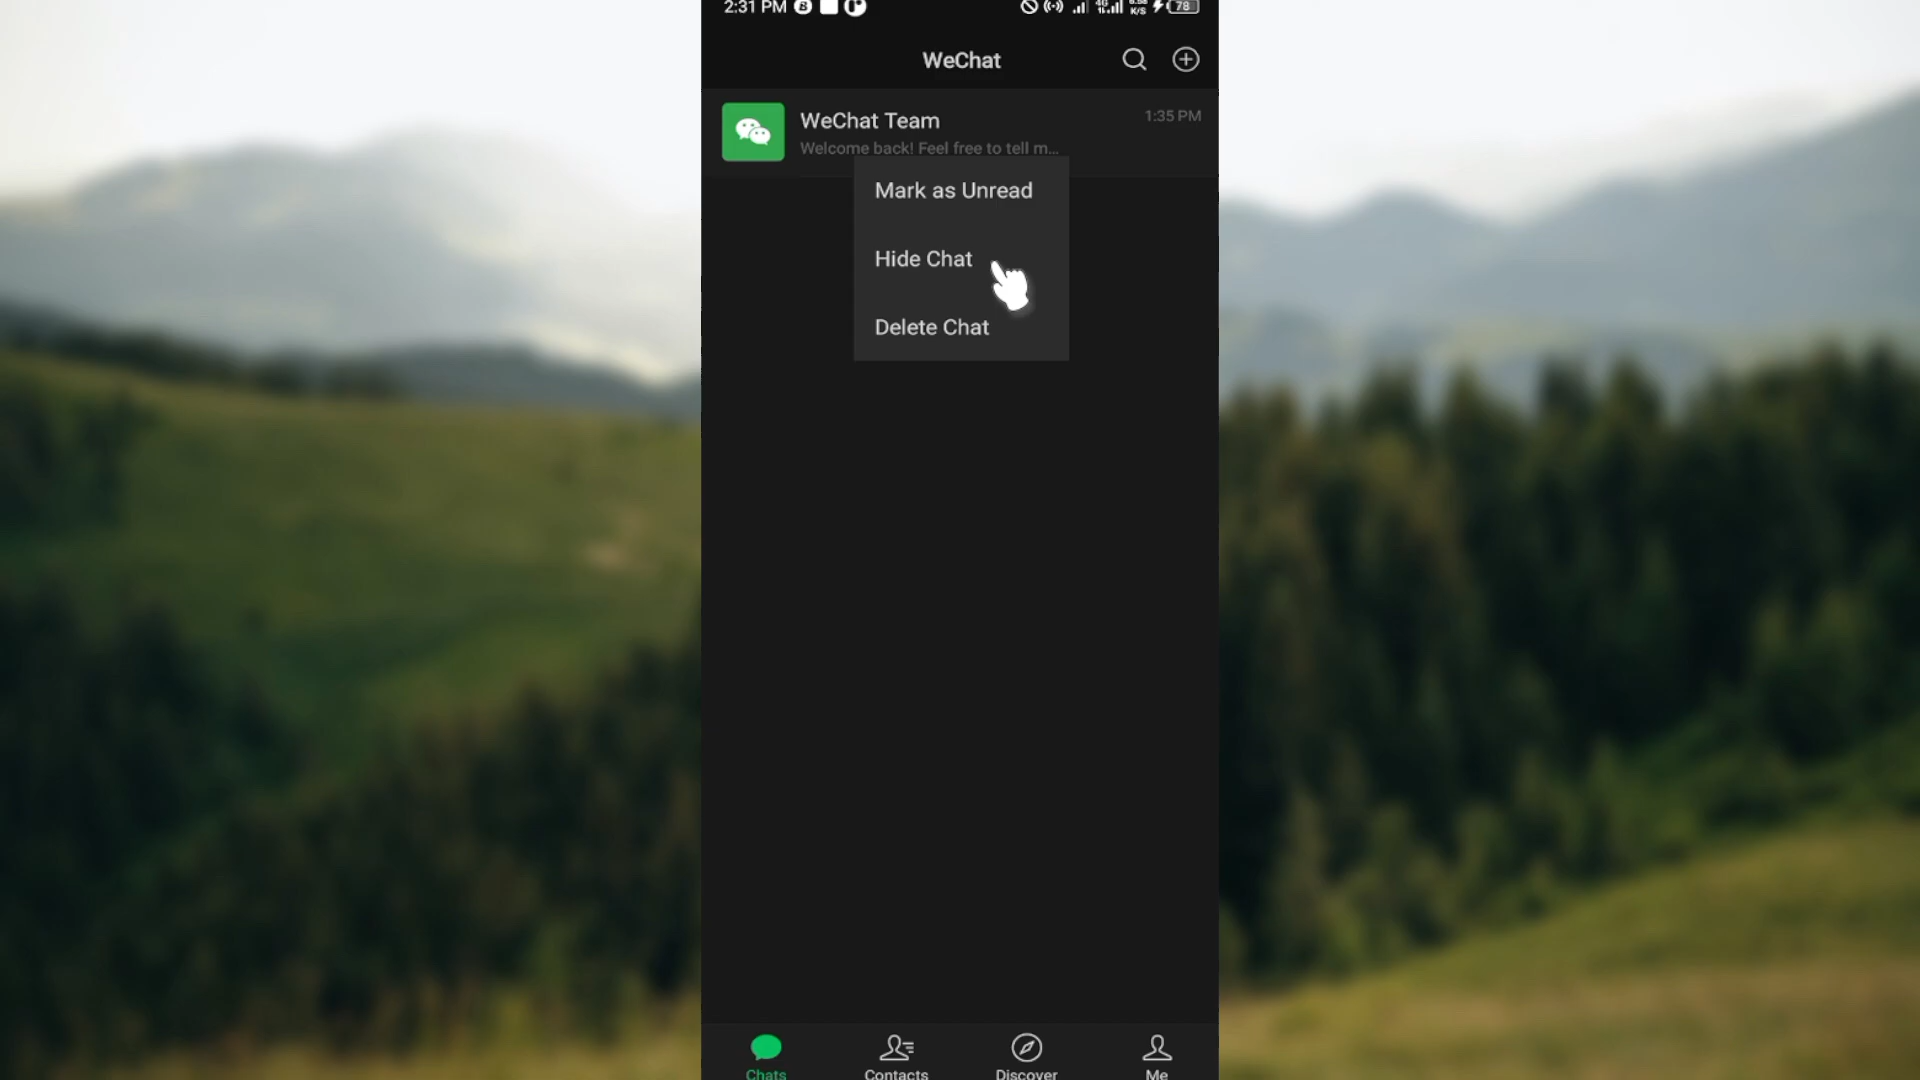 2:31 PM
78
WeChat
WeChat Team
1:35 PM
Welcome back! Feel free to tell m...
Mark as Unread
Hide Chat
Delete Chat
Chats
Contacts
Discover
Me